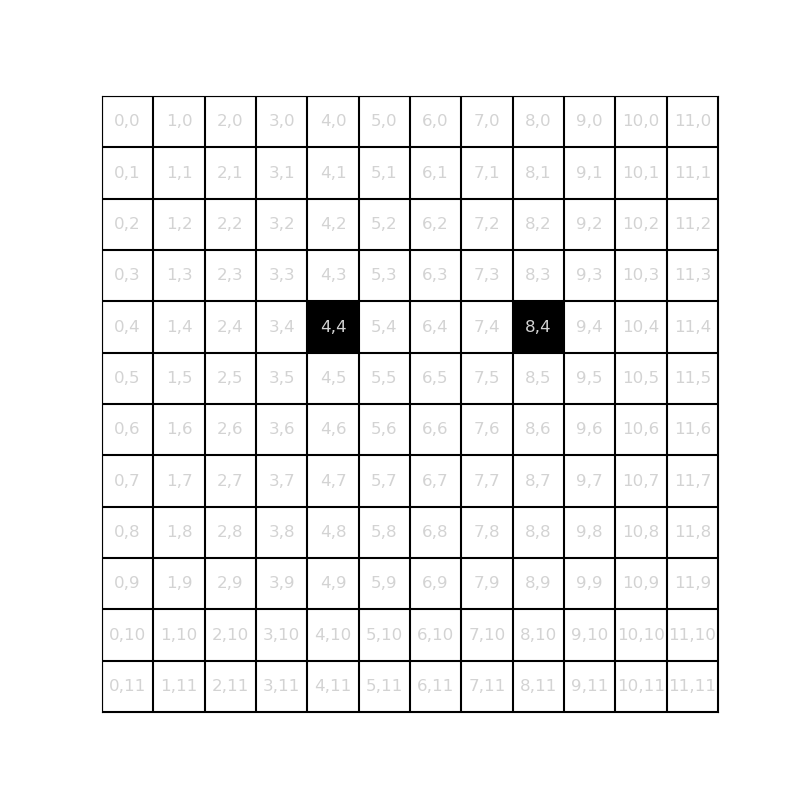 0,0 1,0 2,0 3,0 4,0 5,0 6,0 7,0 8,0 9,0 10,0 11,0
0,1 1,1 2,1 3,1 4,1 5,1 6,1 7,1 8,1 9,1 10,1 11,1
0,2 1,2 2,2 3,2 4,2 5,2 6,2 7,2 8,2 9,2 10,2 11,2
0,3 1,3 2,3 3,3 4,3 5,3 6,3 7,3 8,3 9,3 10,3 11,3
0,4 1,4 2,4 3,4 4,4 5,4 6,4 7,4 8,4 9,4 10,4 11,4
0,5 1,5 2,5 3,5 4,5 5,5 6,5 7,5 8,5 9,5 10,5 11,5
0,6 1,6 2,6 3,6 4,6 5,6 6,6 7,6 8,6 9,6 10,6 11,6
0,7 1,7 2,7 3,7 4,7 5,7 6,7 7,7 8,7 9,7 10,7 11,7
0,8 1,8 2,8 3,8 4,8 5,8 6,8 7,8 8,8 9,8 10,8 11,8
0,9 1,9 2,9 3,9 4,9 5,9 6,9 7,9 8,9 9,9 10,9 11,9
0,10 1,10 2,10 3,10 4,10 5,10 6,10 7,10 8,10 9,10 10,10 11,10
0,11 1,11 2,11 3,11 4,11 5,11 6,11 7,11 8,11 9,11 10,11 11,11